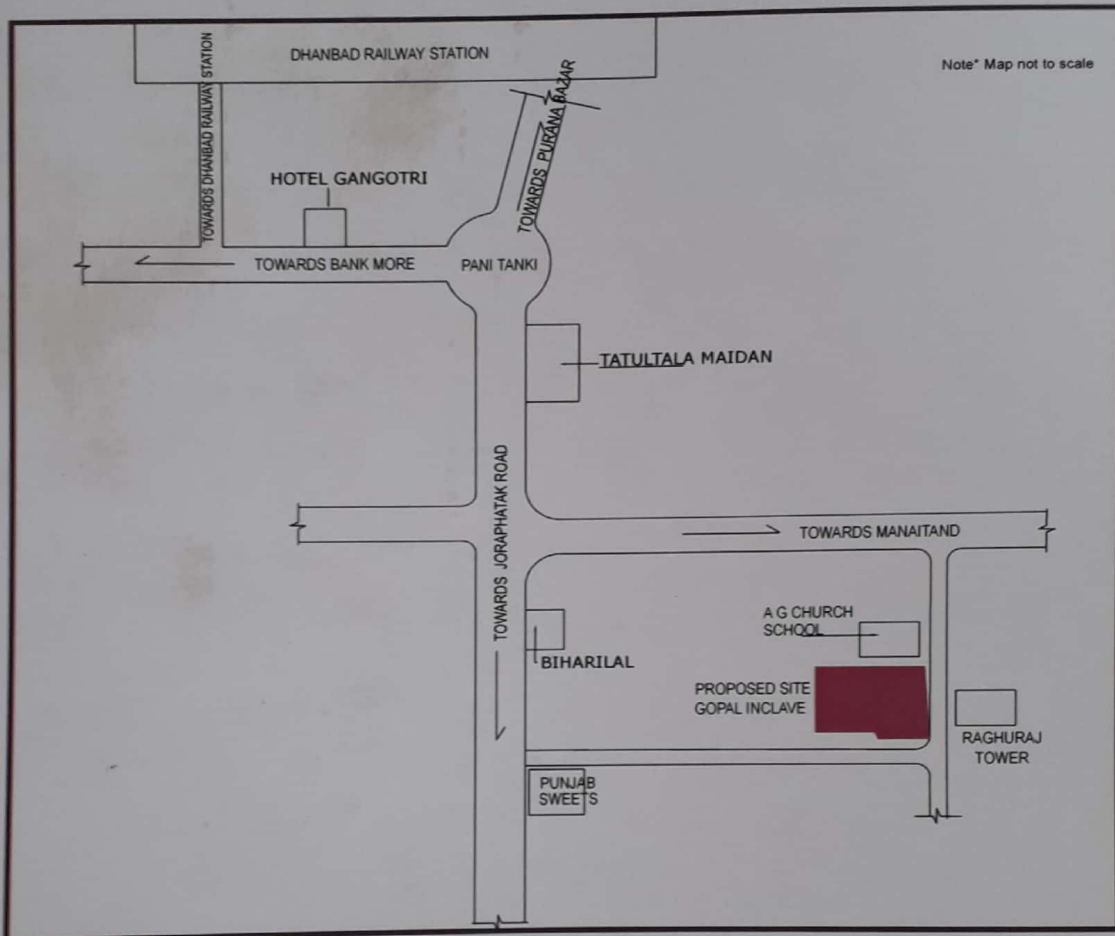 DHANBAD RAILWAY STATION
Note* Map not to scale
TOWARDS DHANBAD RAILWAY STATION
TOWARDS PURANA BAZAR
HOTEL GANGOTRI
TOWARDS BANK MORE
PANI TANKI
TATULTALA MAIDAN
TOWARDS JORAPHATAK ROAD
TOWARDS MANAITAND
A G CHURCH
SCHOOL
BIHARILAL
PROPOSED SITE
GOPAL INCLAVE
RAGHURAJ
TOWER
PUNJAB
SWEETS